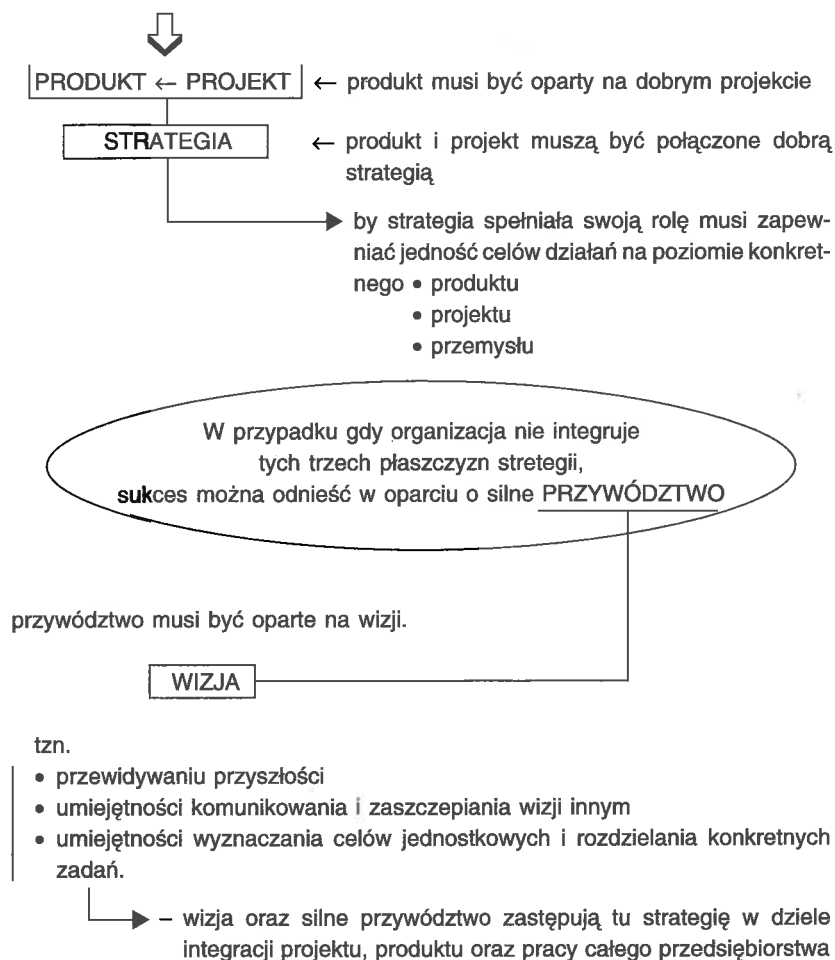 PRODUKT ← PROJEKT ← produkt musi być oparty na dobrym projekcie
STRATEGIA ← produkt i projekt muszą być połączone dobrą
strategią
by strategia spełniała swoją rolę musi zapew-
niać jedność celów działań na poziomie konkret-
nego • produktu
• projektu
• przemysłu
W przypadku gdy organizacja nie integruje
tych trzech płaszczyzn stretegii,
sukces można odnieść w oparciu o silne PRZYWÓDZTWO
przywództwo musi być oparte na wizji.
WIZJA
tzn.
• przewidywaniu przyszłości
• umiejętności komunikowania i zaszczepiania wizji innym
• umiejętności wyznaczania celów jednostkowych i rozdzielania konkretnych
zadań.
– wizja oraz silne przywództwo zastępują tu strategię w dziele
integracji projektu, produktu oraz pracy całego przedsiębiorstwa